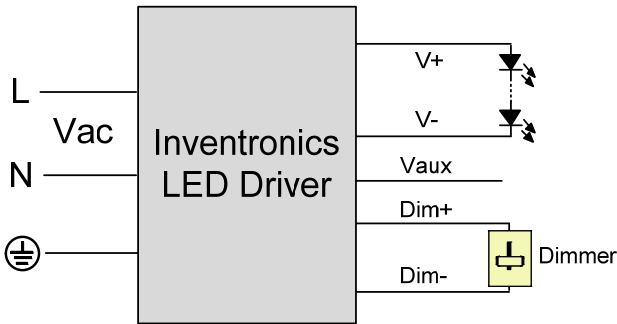 L
Vac
N
Inventronics
LED Driver
V+
V-
Vaux
Dim+
Dim-
Dimmer